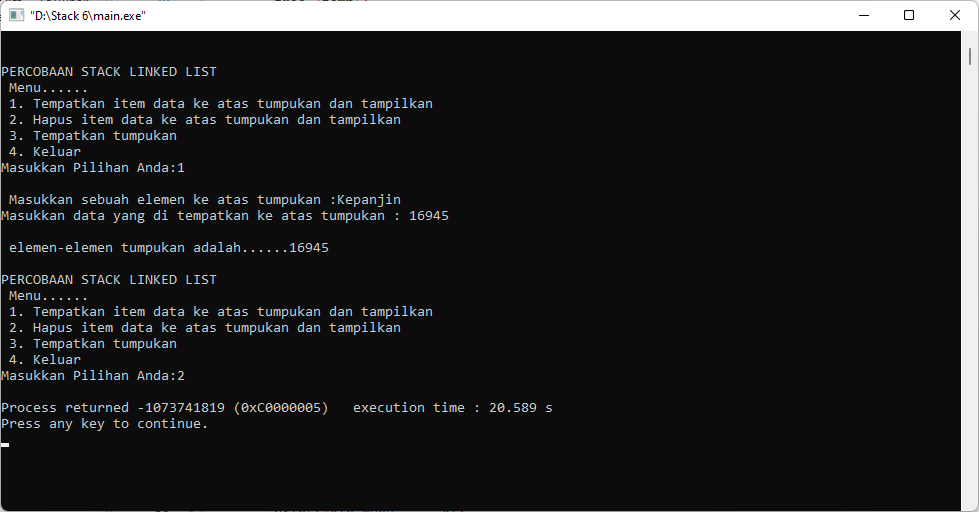 "D:\Stack 6\main.exe"
PERCOBAAN STACK LINKED LIST
Menu......
1. Tempatkan item data ke atas tumpukan dan tampilkan
2. Hapus item data ke atas tumpukan dan tampilkan
3. Tempatkan tumpukan
4. Keluar
Masukkan Pilihan Anda:1
Masukkan sebuah elemen ke atas tumpukan :Kepanjin
Masukkan data yang di tempatkan ke atas tumpukan : 16945
elemen-elemen tumpukan adalah......16945
PERCOBAAN STACK LINKED LIST
Menu......
1. Tempatkan item data ke atas tumpukan dan tampilkan
2. Hapus item data ke atas tumpukan dan tampilkan
3. Tempatkan tumpukan
4. Keluar
Masukkan Pilihan Anda:2
Process returned -1073741819 (0xC0000005)   execution time : 20.589 s
Press any key to continue.